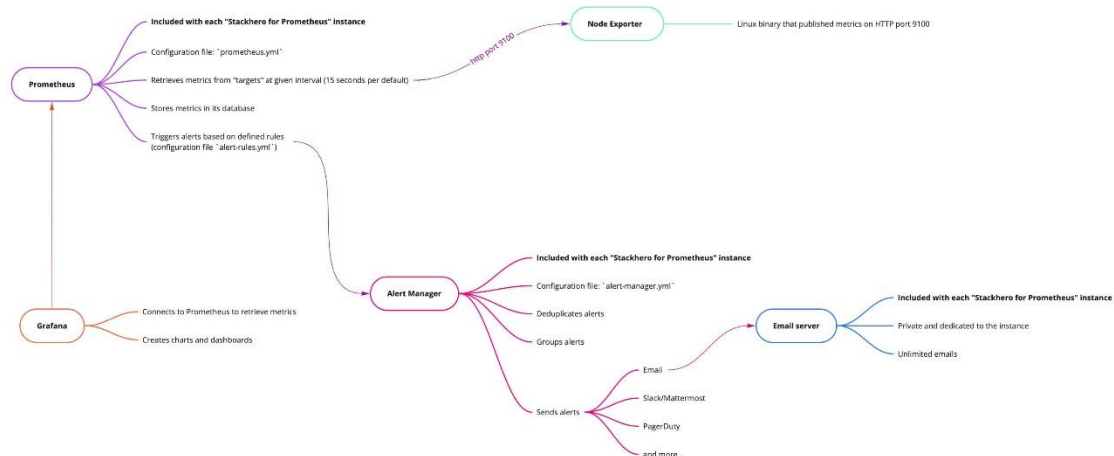 Prometheus
Included with each "Stackhero for Prometheus" instance
Configuration file: `prometheus.yml`
Retrieves metrics from "targets" at given interval (15 seconds per default)
Stores metrics in its database
Triggers alerts based on defined rules
(configuration file `alert-rules.yml`)
http port 9100
Node Exporter
Linux binary that published metrics on HTTP port 9100
Grafana
Connects to Prometheus to retrieve metrics
Creates charts and dashboards
Alert Manager
Included with each "Stackhero for Prometheus" instance
Configuration file: `alert-manager.yml`
Deduplicates alerts
Groups alerts
Sends alerts
Email
Slack/Mattermost
PagerDuty
and more
Email server
Included with each "Stackhero for Prometheus" instance
Private and dedicated to the instance
Unlimited emails